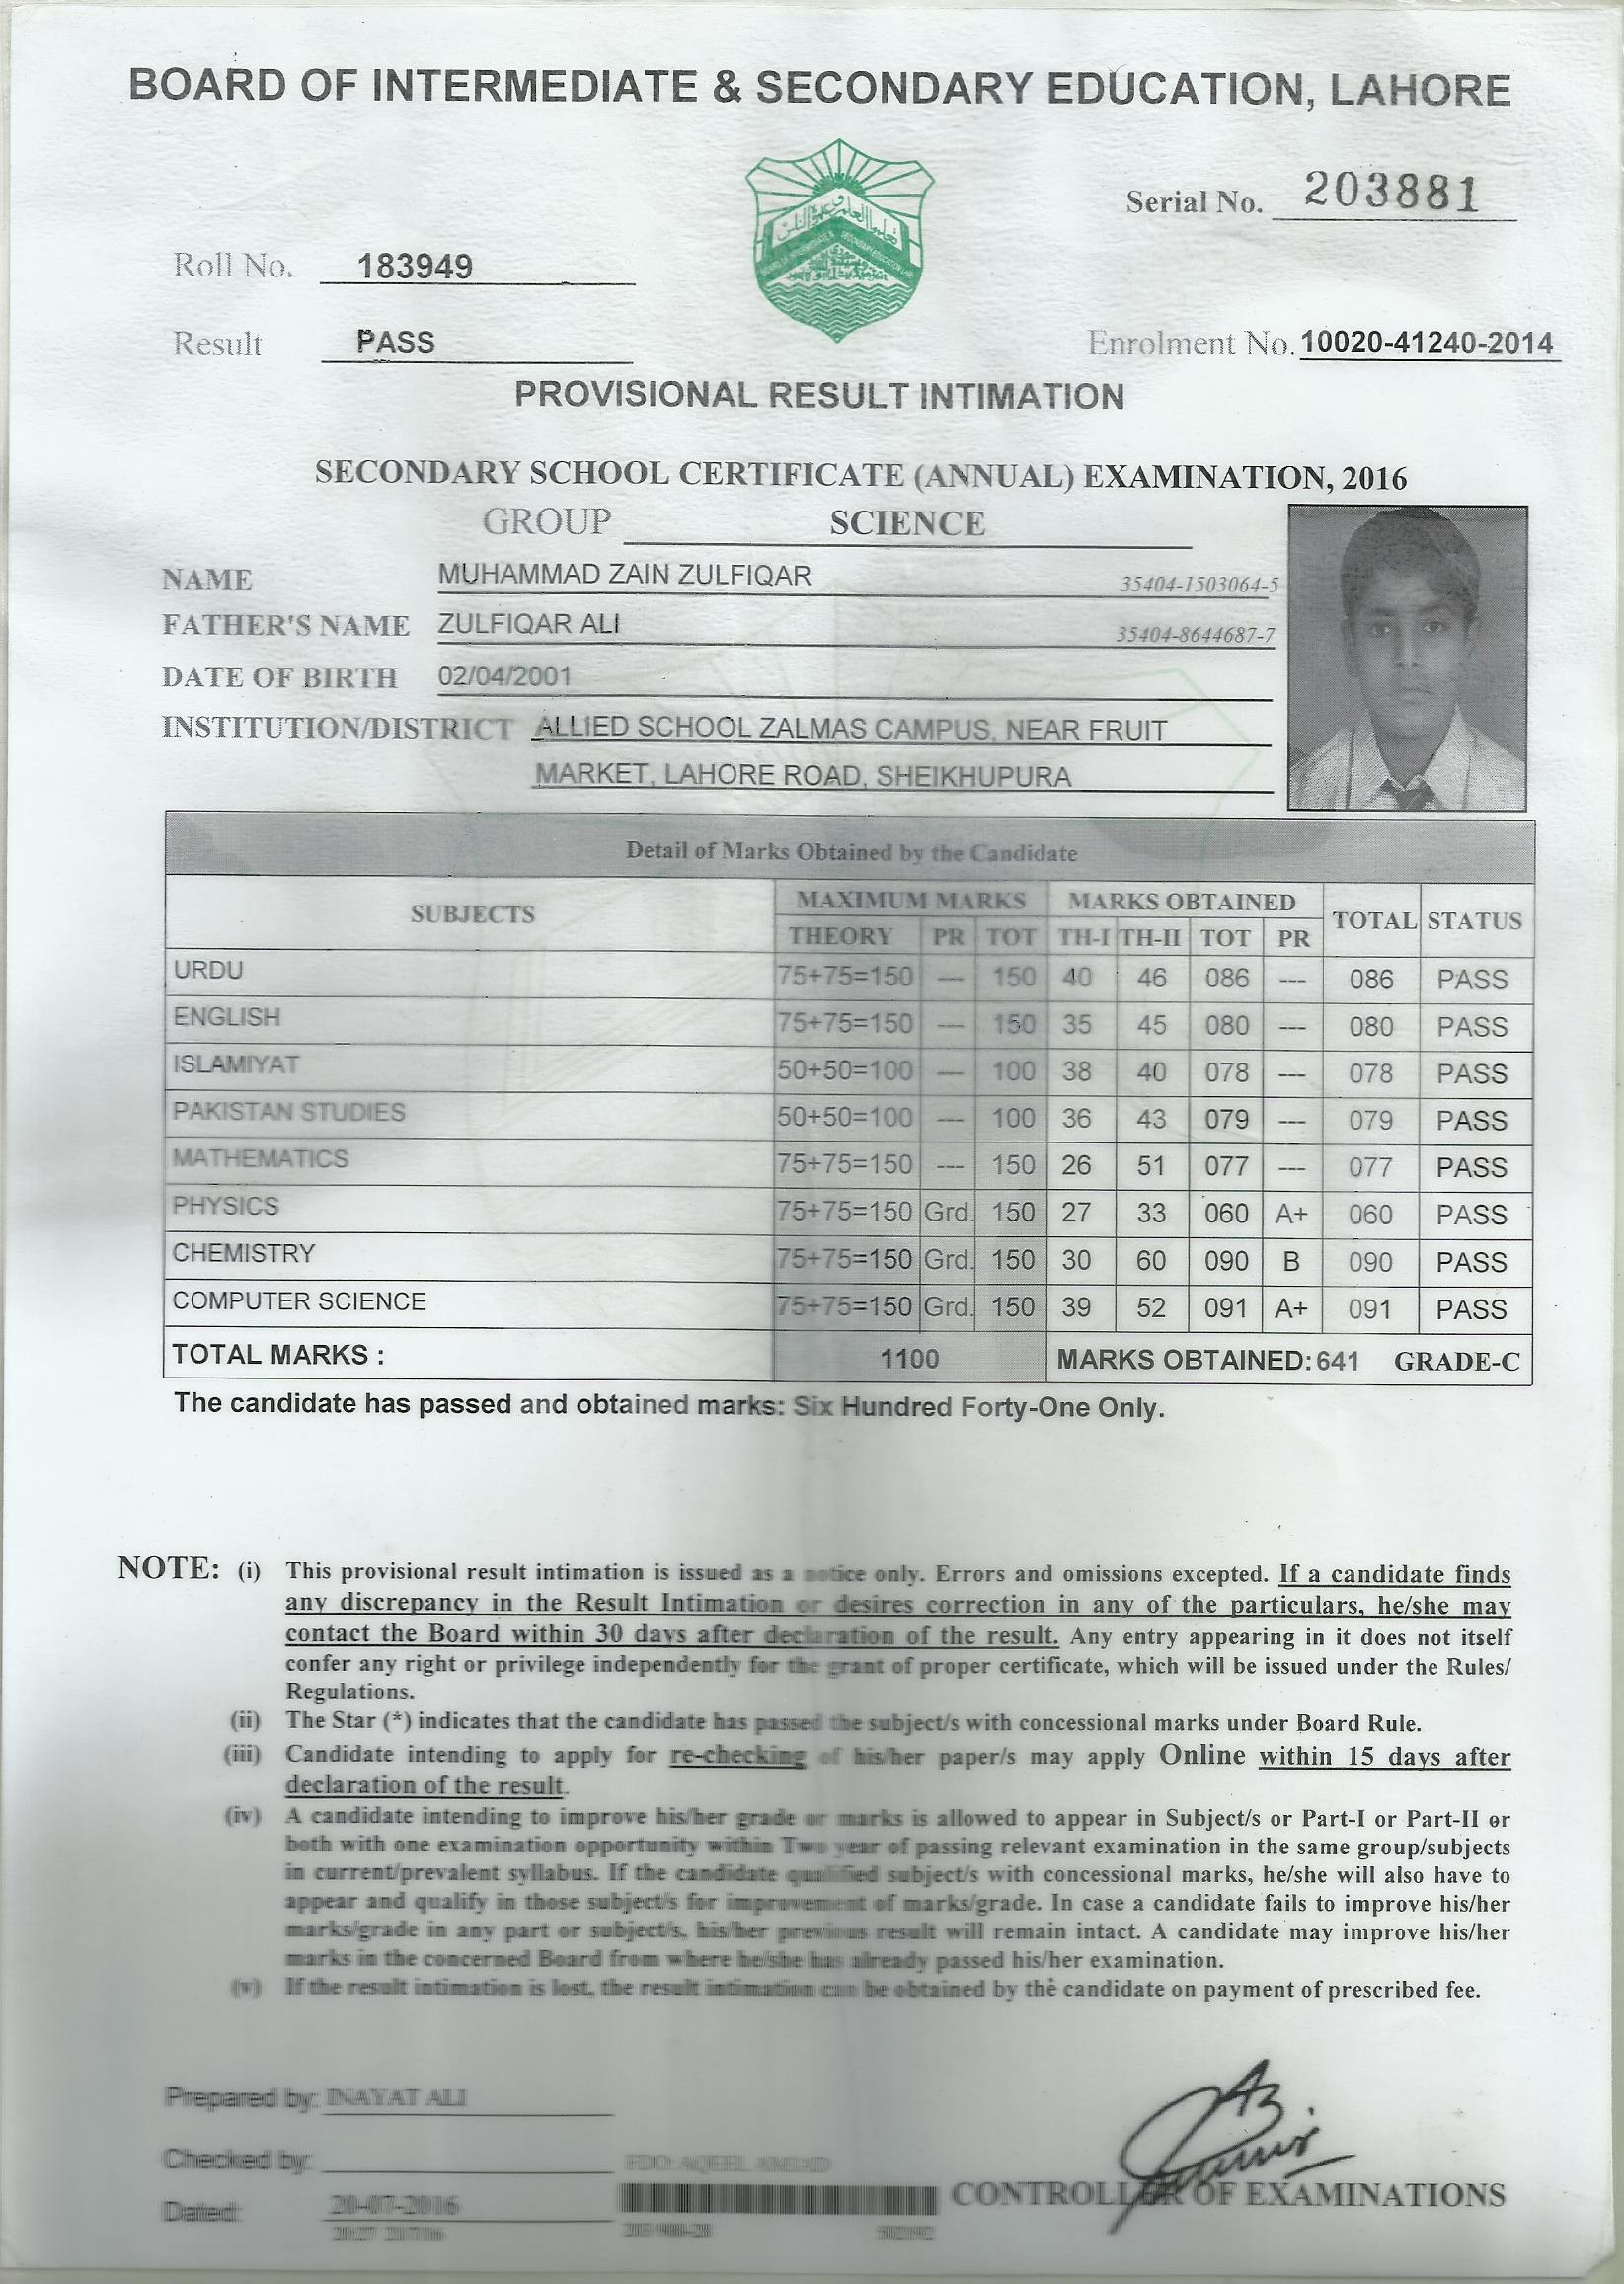 BOARD OF INTERMEDIATE & SECONDARY EDUCATION, LAHORE
Serial No. 203881
Roll No. 183949
Result PASS
Enrolment No. 10020-41240-2014
PROVISIONAL RESULT INTIMATION
SECONDARY SCHOOL CERTIFICATE (ANNUAL) EXAMINATION, 2016
GROUP SCIENCE
NAME MUHAMMAD ZAIN ZULFIQAR 35404-1503064-5
FATHER'S NAME ZULFIQAR ALI 35404-8644687-7
DATE OF BIRTH 02/04/2001
INSTITUTION/DISTRICT ALLIED SCHOOL ZALMAS CAMPUS, NEAR FRUIT
MARKET, LAHORE ROAD, SHEIKHUPURA
Detail of Marks Obtained by the Candidate
SUBJECTS MAXIMUM MARKS MARKS OBTAINED TOTAL STATUS
THEORY PR TOT TH-I TH-II TOT PR
URDU 75+75=150 --- 150 40 46 086 --- 086 PASS
ENGLISH 75+75=150 --- 150 35 45 080 --- 080 PASS
ISLAMIYAT 50+50=100 --- 100 38 40 078 --- 078 PASS
PAKISTAN STUDIES 50+50=100 --- 100 36 43 079 --- 079 PASS
MATHEMATICS 75+75=150 --- 150 26 51 077 --- 077 PASS
PHYSICS 75+75=150 Grd. 150 27 33 060 A+ 060 PASS
CHEMISTRY 75+75=150 Grd. 150 30 60 090 B 090 PASS
COMPUTER SCIENCE 75+75=150 Grd. 150 39 52 091 A+ 091 PASS
TOTAL MARKS : 1100 MARKS OBTAINED: 641 GRADE-C
The candidate has passed and obtained marks: Six Hundred Forty-One Only.
NOTE: (i) This provisional result intimation is issued as a notice only. Errors and omissions excepted. If a candidate finds
any discrepancy in the Result Intimation or desires correction in any of the particulars, he/she may
contact the Board within 30 days after declaration of the result. Any entry appearing in it does not itself
confer any right or privilege independently for the grant of proper certificate, which will be issued under the Rules/
Regulations.
(ii) The Star (*) indicates that the candidate has passed the subject/s with concessional marks under Board Rule.
(iii) Candidate intending to apply for re-checking of his/her paper/s may apply Online within 15 days after
declaration of the result.
(iv) A candidate intending to improve his/her grade or marks is allowed to appear in Subject/s or Part-I or Part-II or
both with one examination opportunity within Two year of passing relevant examination in the same group/subjects
in current/prevalent syllabus. If the candidate qualified subject/s with concessional marks, he/she will also have to
appear and qualify in those subject/s for improvement of marks/grade. In case a candidate fails to improve his/her
marks/grade in any part or subject/s, his/her previous result will remain intact. A candidate may improve his/her
marks in the concerned Board from where he/she has already passed his/her examination.
(v) If the result intimation is lost, the result intimation can be obtained by the candidate on payment of prescribed fee.
Prepared by: INAYAT ALI
Checked by:
FDO: AQEEL AMJAD
Dated: 20-07-2016
CONTROLLER OF EXAMINATIONS